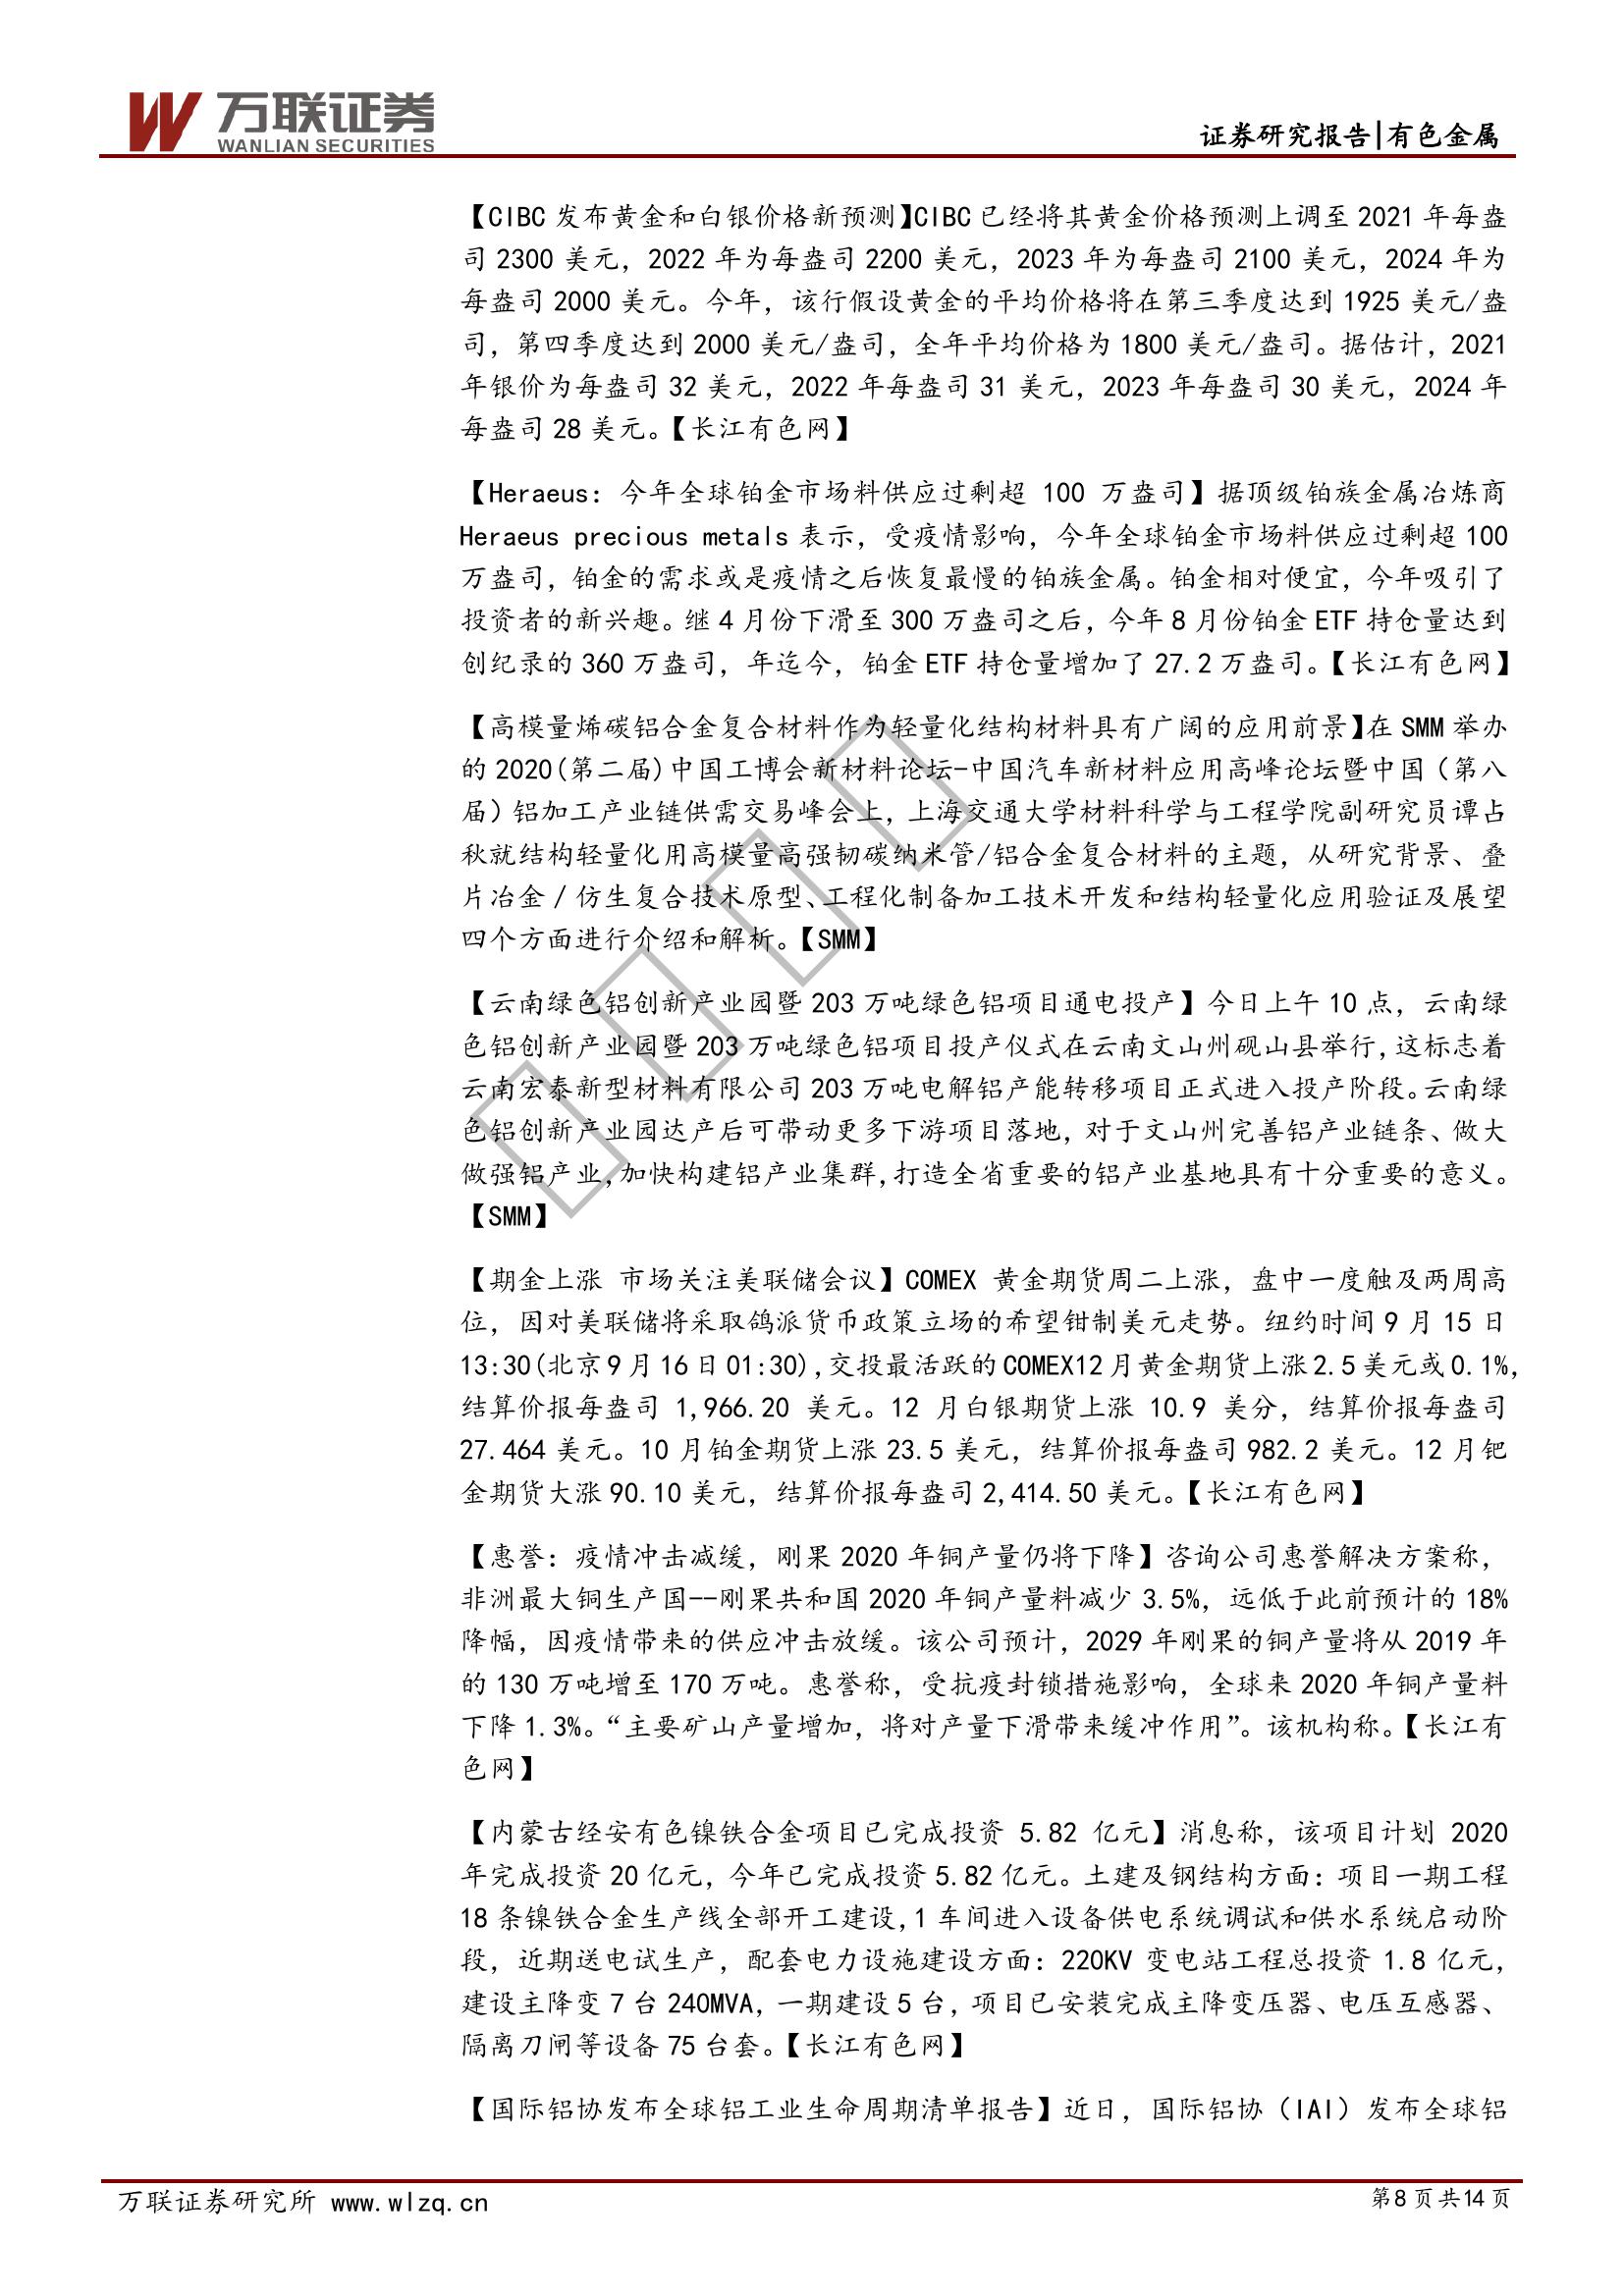 万联证券
WANLIAN SECURITIES
证券研究报告|有色金属
【CIBC 发布黄金和白银价格新预测】CIBC 已经将其黄金价格预测上调至 2021 年每盎
司 2300 美元，2022 年为每盎司 2200 美元，2023 年为每盎司 2100 美元，2024 年为
每盎司 2000 美元。今年，该行假设黄金的平均价格将在第三季度达到 1925 美元/盎
司，第四季度达到 2000 美元/盎司，全年平均价格为 1800 美元/盎司。据估计，2021
年银价为每盎司 32 美元，2022 年每盎司 31 美元，2023 年每盎司 30 美元，2024 年
每盎司 28 美元。【长江有色网】
【Heraeus：今年全球铂金市场料供应过剩超 100 万盎司】据顶级铂族金属冶炼商
Heraeus precious metals 表示，受疫情影响，今年全球铂金市场料供应过剩超 100
万盎司，铂金的需求或是疫情之后恢复最慢的铂族金属。铂金相对便宜，今年吸引了
投资者的新兴趣。继 4 月份下滑至 300 万盎司之后，今年 8 月份铂金 ETF 持仓量达到
创纪录的 360 万盎司，年迄今，铂金 ETF 持仓量增加了 27.2 万盎司。【长江有色网】
【高模量烯碳铝合金复合材料作为轻量化结构材料具有广阔的应用前景】在 SMM 举办
的 2020(第二届)中国工博会新材料论坛-中国汽车新材料应用高峰论坛暨中国（第八
届）铝加工产业链供需交易峰会上，上海交通大学材料科学与工程学院副研究员谭占
秋就结构轻量化用高模量高强韧碳纳米管/铝合金复合材料的主题，从研究背景、叠
片冶金／仿生复合技术原型、工程化制备加工技术开发和结构轻量化应用验证及展望
四个方面进行介绍和解析。【SMM】
【云南绿色铝创新产业园暨 203 万吨绿色铝项目通电投产】今日上午 10 点，云南绿
色铝创新产业园暨 203 万吨绿色铝项目投产仪式在云南文山州砚山县举行,这标志着
云南宏泰新型材料有限公司 203 万吨电解铝产能转移项目正式进入投产阶段。云南绿
色铝创新产业园达产后可带动更多下游项目落地，对于文山州完善铝产业链条、做大
做强铝产业,加快构建铝产业集群,打造全省重要的铝产业基地具有十分重要的意义。
【SMM】
【期金上涨 市场关注美联储会议】COMEX 黄金期货周二上涨，盘中一度触及两周高
位，因对美联储将采取鸽派货币政策立场的希望钳制美元走势。纽约时间 9 月 15 日
13:30(北京 9 月 16 日 01:30),交投最活跃的 COMEX12 月黄金期货上涨 2.5 美元或 0.1%，
结算价报每盎司 1,966.20 美元。12 月白银期货上涨 10.9 美分，结算价报每盎司
27.464 美元。10 月铂金期货上涨 23.5 美元，结算价报每盎司 982.2 美元。12 月钯
金期货大涨 90.10 美元，结算价报每盎司 2,414.50 美元。【长江有色网】
【惠誉：疫情冲击减缓，刚果 2020 年铜产量仍将下降】咨询公司惠誉解决方案称，
非洲最大铜生产国--刚果共和国 2020 年铜产量料减少 3.5%，远低于此前预计的 18%
降幅，因疫情带来的供应冲击放缓。该公司预计，2029 年刚果的铜产量将从 2019 年
的 130 万吨增至 170 万吨。惠誉称，受抗疫封锁措施影响，全球来 2020 年铜产量料
下降 1.3%。“主要矿山产量增加，将对产量下滑带来缓冲作用”。该机构称。【长江有
色网】
【内蒙古经安有色镍铁合金项目已完成投资 5.82 亿元】消息称，该项目计划 2020
年完成投资 20 亿元，今年已完成投资 5.82 亿元。土建及钢结构方面：项目一期工程
18 条镍铁合金生产线全部开工建设,1 车间进入设备供电系统调试和供水系统启动阶
段，近期送电试生产，配套电力设施建设方面：220KV 变电站工程总投资 1.8 亿元，
建设主降变 7 台 240MVA，一期建设 5 台，项目已安装完成主降变压器、电压互感器、
隔离刀闸等设备 75 台套。【长江有色网】
【国际铝协发布全球铝工业生命周期清单报告】近日，国际铝协（IAI）发布全球铝
万联证券研究所 www.wlzq.cn
第8页共14页